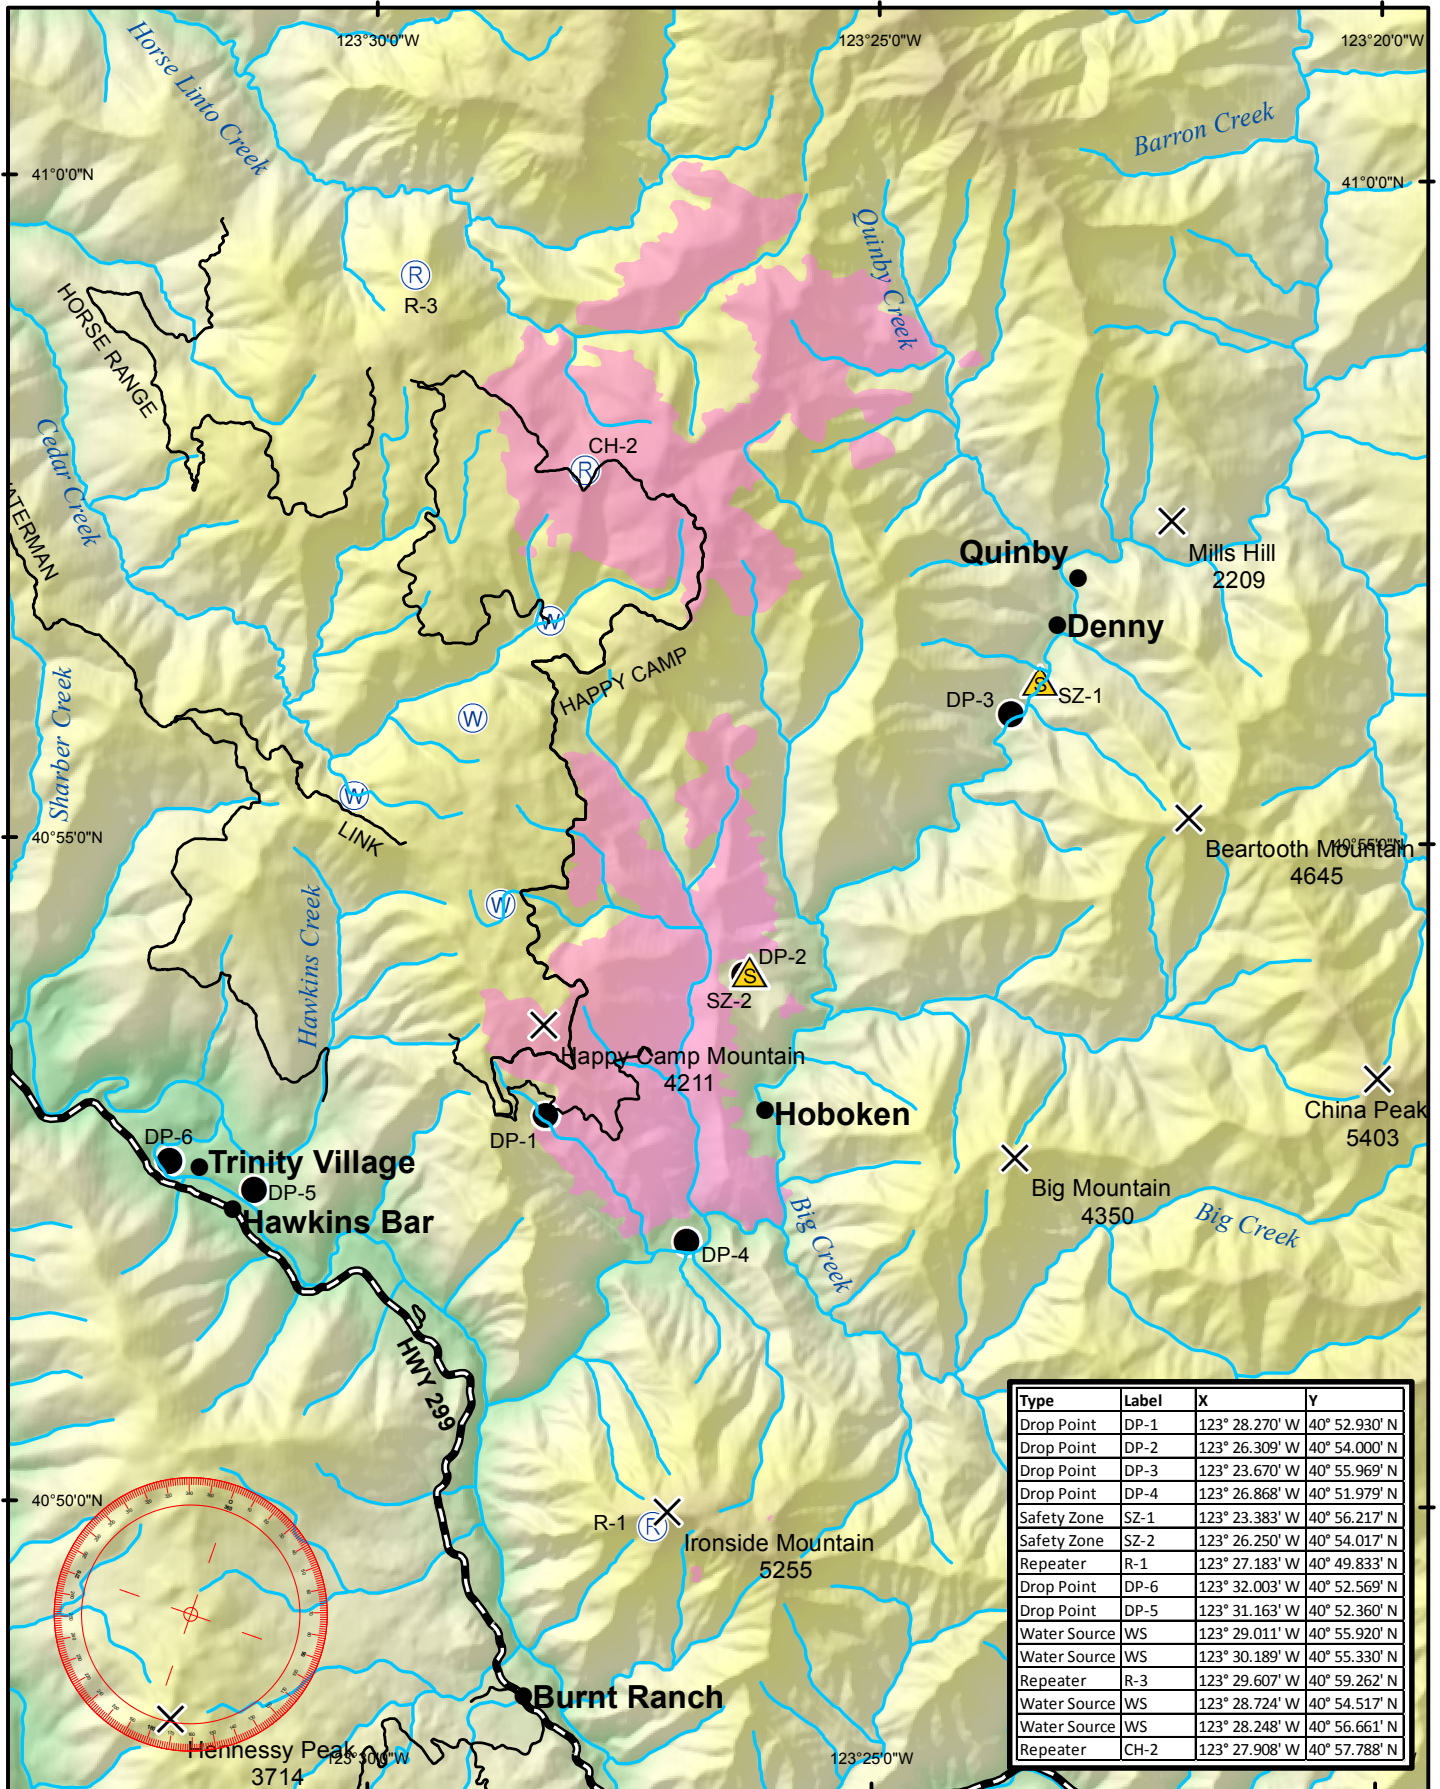 123°30'0"W
123°25'0"W
123°20'0"W
Horse Linto Creek
Barron Creek
41°0'0"N
41°0'0"N
Quinby Creek
R
R-3
HORSE RANGE
Cedar Creek
CH-2
R
ATERMAN
Mills Hill
2209
Quinby
Denny
W
HAPPY CAMP
S
SZ-1
DP-3
Sharber Creek
W
W
LINK
40°55'0"N
40°55'0"N
Beartooth Mountain
4645
Hawkins Creek
W
DP-2
S
SZ-2
Happy Camp Mountain
4211
China Peak
5403
DP-1
Hoboken
DP-6
Trinity Village
DP-5
Hawkins Bar
Big Mountain
4350
Big Creek
Big Creek
DP-4
HWY 299
40°50'0"N
R-1
R
Ironside Mountain
5255
Type Label X Y
Drop Point DP-1 123° 28.270' W 40° 52.930' N
Drop Point DP-2 123° 26.309' W 40° 54.000' N
Drop Point DP-3 123° 23.670' W 40° 55.969' N
Drop Point DP-4 123° 26.868' W 40° 51.979' N
Safety Zone SZ-1 123° 23.383' W 40° 56.217' N
Safety Zone SZ-2 123° 26.250' W 40° 54.017' N
Repeater R-1 123° 27.183' W 40° 49.833' N
Drop Point DP-6 123° 32.003' W 40° 52.569' N
Drop Point DP-5 123° 31.163' W 40° 52.360' N
Water Source WS 123° 29.011' W 40° 55.920' N
Water Source WS 123° 30.189' W 40° 55.330' N
Repeater R-3 123° 29.607' W 40° 59.262' N
Water Source WS 123° 28.724' W 40° 54.517' N
Water Source WS 123° 28.248' W 40° 56.661' N
Repeater CH-2 123° 27.908' W 40° 57.788' N
Burnt Ranch
Hennessy Peak
3714
123°30'0"W
123°25'0"W